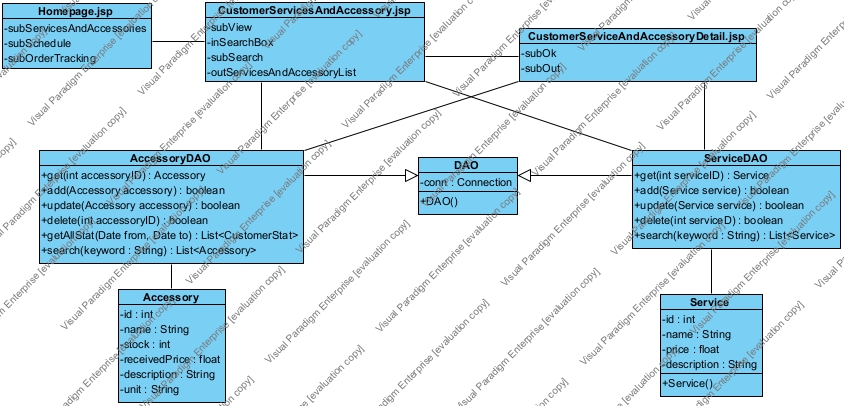 Homepage.jsp
-subServicesAndAccessories
-subSchedule
-subOrderTracking
CustomerServicesAndAccessory.jsp
-subView
-inSearchBox
-subSearch
-outServicesAndAccessoryList
CustomerServiceAndAccessoryDetail.jsp
-subOk
-subOut
AccessoryDAO
+get(int accessoryID) : Accessory
+add(Accessory accessory) : boolean
+update(Accessory accessory) : boolean
+delete(int accessoryID) : boolean
+getAllStat(Date from, Date to) : List<CustomerStat>
+search(keyword : String) : List<Accessory>
DAO
-conn : Connection
+DAO()
ServiceDAO
+get(int serviceID) : Service
+add(Service service) : boolean
+update(Service service) : boolean
+delete(int serviceD) : boolean
+search(keyword : String) : List<Service>
Accessory
-id : int
-name : String
-stock : int
-receivedPrice : float
-description : String
-unit : String
Service
-id : int
-name : String
-price : float
-description : String
+Service()
Visual Paradigm Enterprise [evaluation copy]